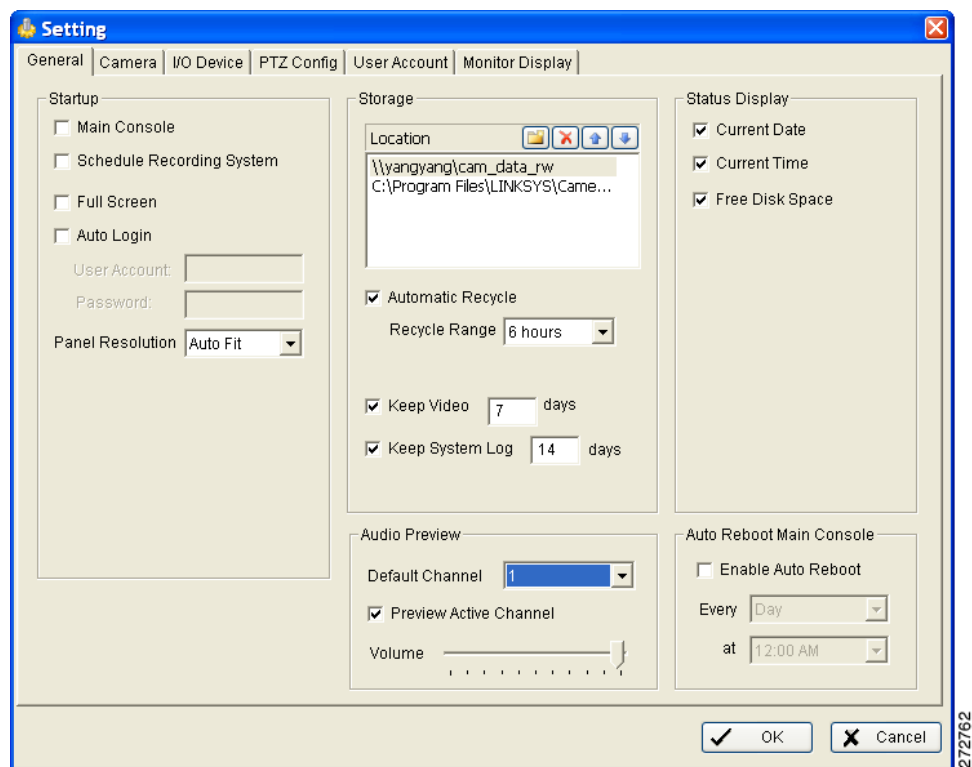 Setting
General Camera I/O Device PTZ Config User Account Monitor Display
Startup
Main Console
Schedule Recording System
Full Screen
Auto Login
User Account:
Password:
Panel Resolution Auto Fit
Storage
Location
\\yangyang\cam_data_rw
C:\Program Files\LINKSYS\Came...
Automatic Recycle
Recycle Range 6 hours
Keep Video 7 days
Keep System Log 14 days
Audio Preview
Default Channel 1
Preview Active Channel
Volume
Status Display
Current Date
Current Time
Free Disk Space
Auto Reboot Main Console
Enable Auto Reboot
Every Day
at 12:00 AM
OK Cancel
272762